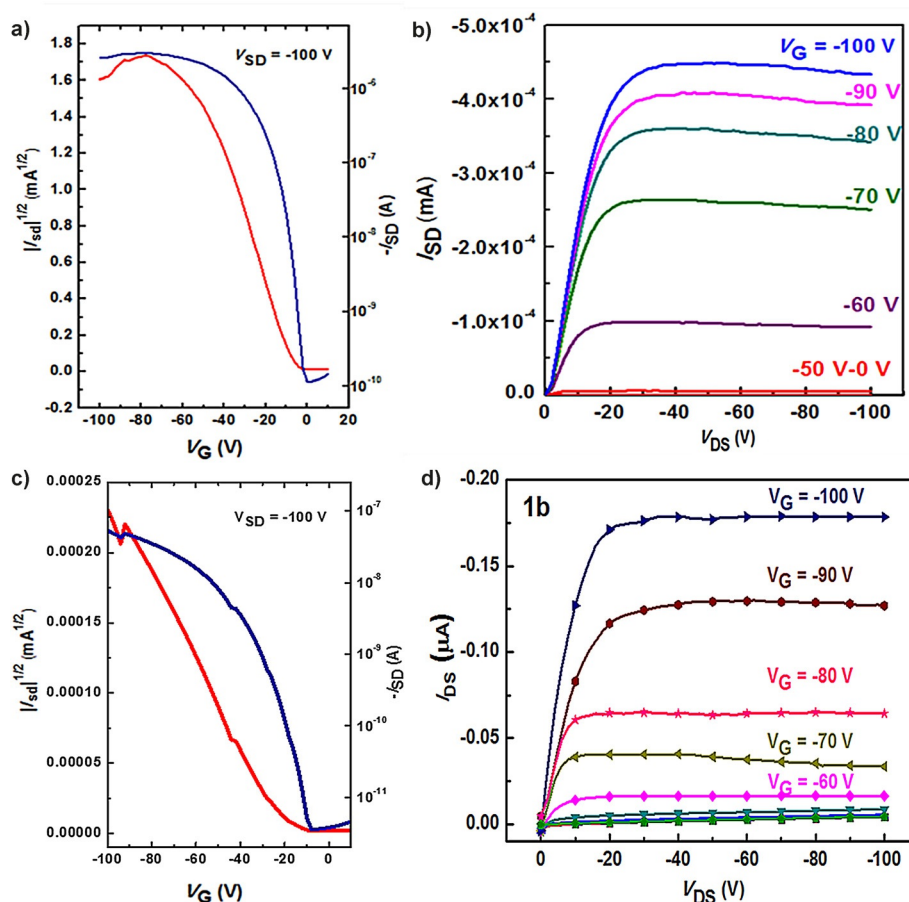 a)
V_SD = -100 V
|I_sd|^1/2 (mA^1/2)
1.8
1.6
1.4
1.2
1.0
0.8
0.6
0.4
0.2
0.0
-0.2
10^-6
10^-7
10^-8
10^-9
10^-10
-I_SD (A)
-100 -80 -60 -40 -20 0 20
V_G (V)
b)
I_SD (mA)
-5.0x10^-4
-4.0x10^-4
-3.0x10^-4
-2.0x10^-4
-1.0x10^-4
0.0
V_G = -100 V
-90 V
-80 V
-70 V
-60 V
-50 V-0 V
0 -20 -40 -60 -80 -100
V_DS (V)
c)
V_SD = -100 V
|I_sd|^1/2 (mA^1/2)
0.00025
0.00020
0.00015
0.00010
0.00005
0.00000
10^-7
10^-8
10^-9
10^-10
10^-11
-I_SD (A)
-100 -80 -60 -40 -20 0
V_G (V)
d)
1b
I_DS (µA)
-0.20
-0.15
-0.10
-0.05
0.00
V_G = -100 V
V_G = -90 V
V_G = -80 V
V_G = -70 V
V_G = -60 V
0 -20 -40 -60 -80 -100
V_DS (V)